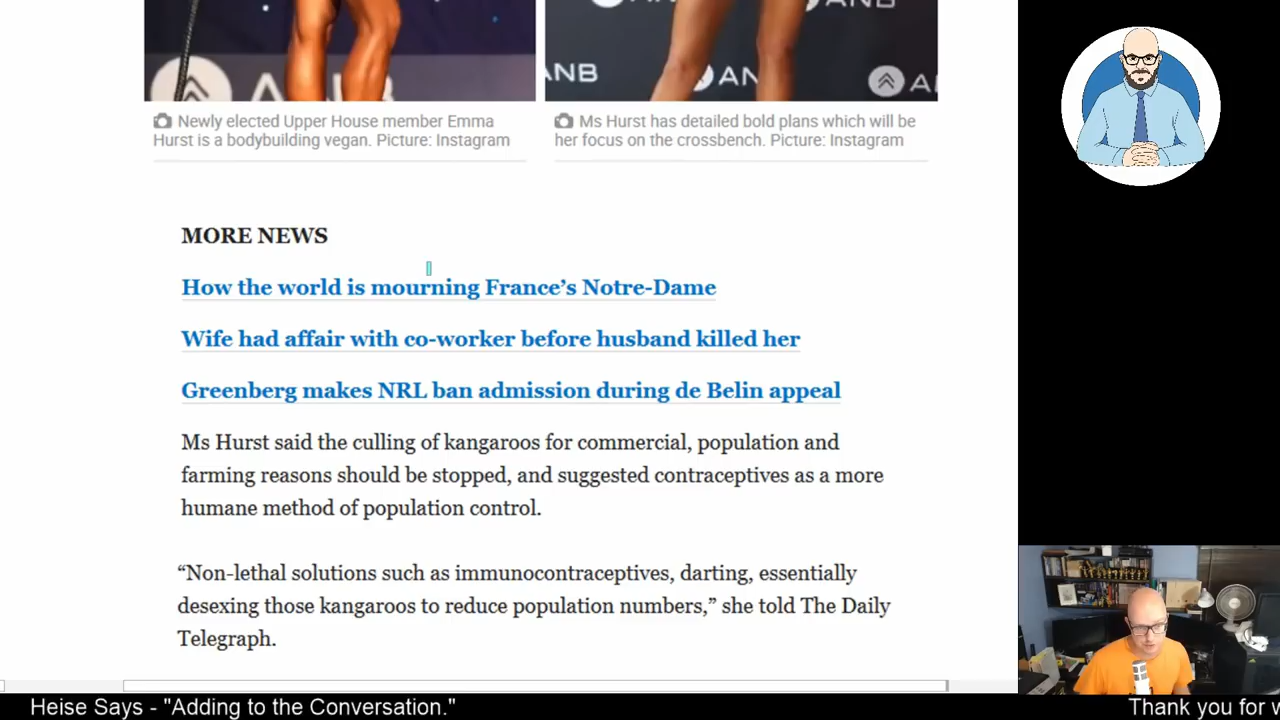 ANB
ANB
ANB
ANB
A
Newly elected Upper House member Emma
Hurst is a bodybuilding vegan. Picture: Instagram
Ms Hurst has detailed bold plans which will be
her focus on the crossbench. Picture: Instagram
MORE NEWS
How the world is mourning France’s Notre-Dame
Wife had affair with co-worker before husband killed her
Greenberg makes NRL ban admission during de Belin appeal
Ms Hurst said the culling of kangaroos for commercial, population and
farming reasons should be stopped, and suggested contraceptives as a more
humane method of population control.
“Non-lethal solutions such as immunocontraceptives, darting, essentially
desexing those kangaroos to reduce population numbers,” she told The Daily
Telegraph.
Heise Says - "Adding to the Conversation."
Thank you for w